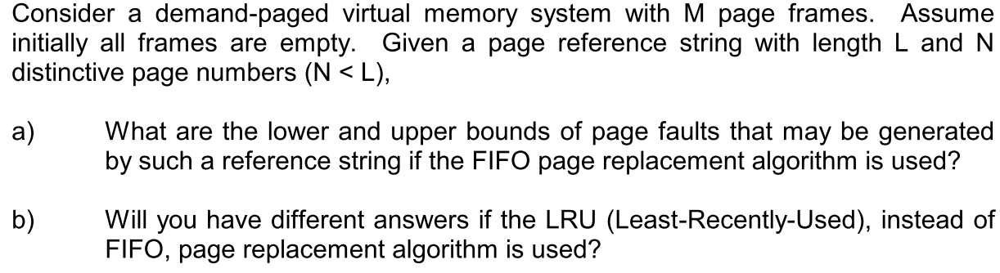 Consider a demand-paged virtual memory system with M page frames. Assume
initially all frames are empty. Given a page reference string with length L and N
distinctive page numbers (N < L),
a) What are the lower and upper bounds of page faults that may be generated
by such a reference string if the FIFO page replacement algorithm is used?
b) Will you have different answers if the LRU (Least-Recently-Used), instead of
FIFO, page replacement algorithm is used?